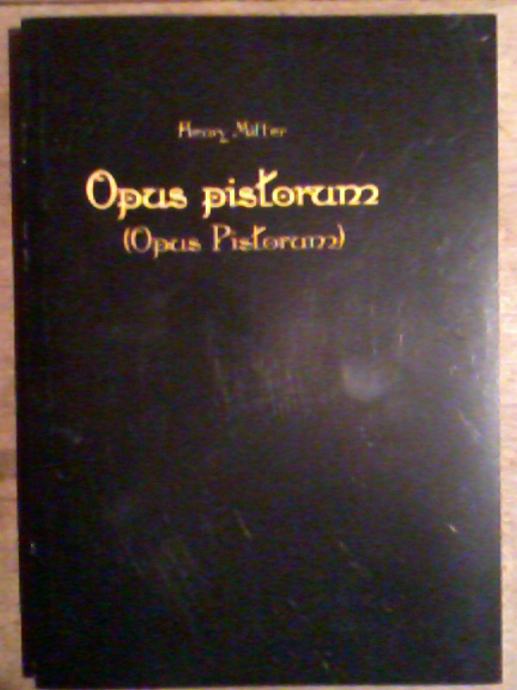 Henry Miller
Opus pistorum
(Opus Pistorum)